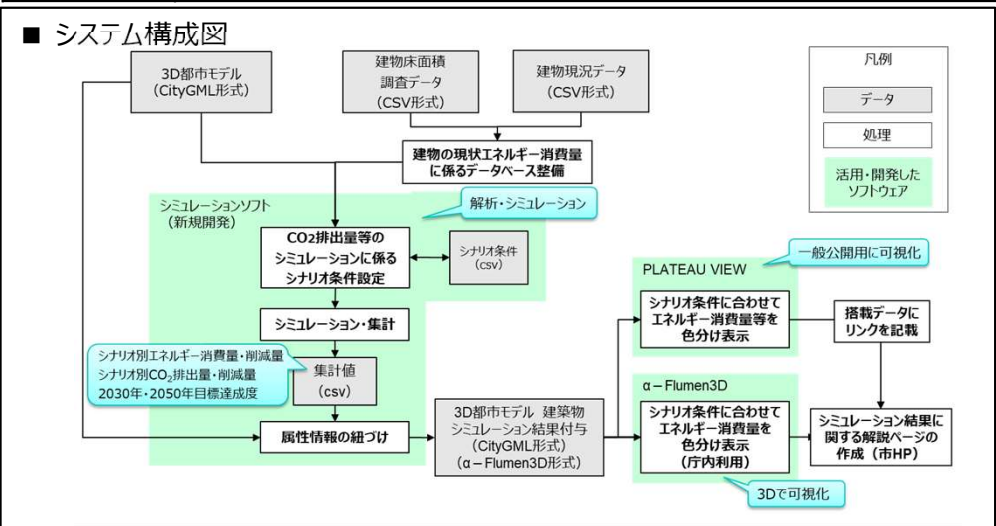 ■ システム構成図
3D都市モデル
（CityGML形式）
建物床面積
調査データ
（CSV形式）
建物現況データ
（CSV形式）
凡例
データ
処理
活用・開発した
ソフトウェア
建物の現状エネルギー消費量
に係るデータベース整備
シミュレーションソフト
（新規開発）
解析・シミュレーション
CO2排出量等の
シミュレーションに係る
シナリオ条件設定
シナリオ条件
（csv）
シミュレーション・集計
シナリオ別エネルギー消費量・削減量
シナリオ別CO₂排出量・削減量
2030年・2050年目標達成度
集計値
（csv）
属性情報の紐づけ
3D都市モデル 建築物
シミュレーション結果付与
（CityGML形式）
（α－Flumen3D形式）
一般公開用に可視化
PLATEAU VIEW
シナリオ条件に合わせて
エネルギー消費量等を
色分け表示
搭載データに
リンクを記載
α－Flumen3D
シナリオ条件に合わせて
エネルギー消費量を
色分け表示
（庁内利用）
シミュレーション結果に
関する解説ページの
作成（市HP）
3Dで可視化